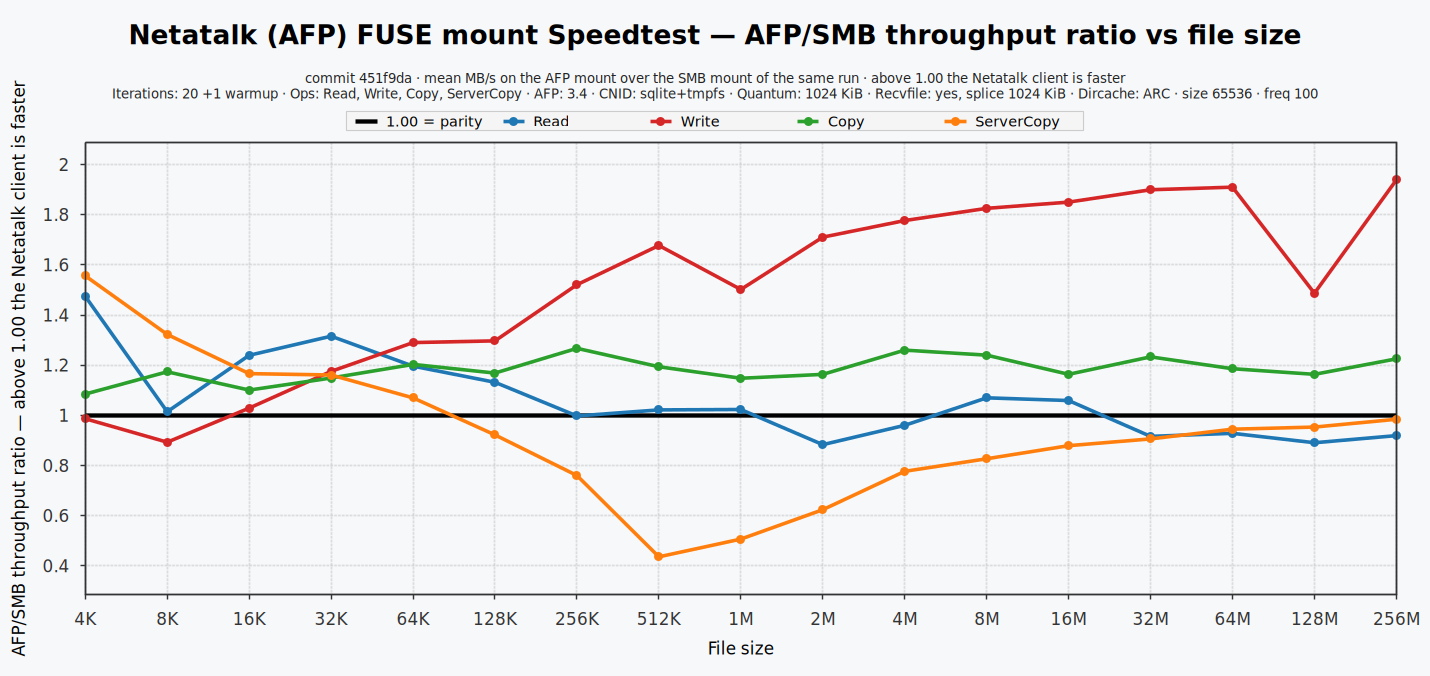 Netatalk (AFP) FUSE mount Speedtest — AFP/SMB throughput ratio vs file size
commit 451f9da · mean MB/s on the AFP mount over the SMB mount of the same run · above 1.00 the Netatalk client is faster
Iterations: 20 +1 warmup · Ops: Read, Write, Copy, ServerCopy · AFP: 3.4 · CNID: sqlite+tmpfs · Quantum: 1024 KiB · Recvfile: yes, splice 1024 KiB · Dircache: ARC · size 65536 · freq 100
1.00 = parity Read Write Copy ServerCopy
AFP/SMB throughput ratio — above 1.00 the Netatalk client is faster
2
1.8
1.6
1.4
1.2
1
0.8
0.6
0.4
4K 8K 16K 32K 64K 128K 256K 512K 1M 2M 4M 8M 16M 32M 64M 128M 256M
File size